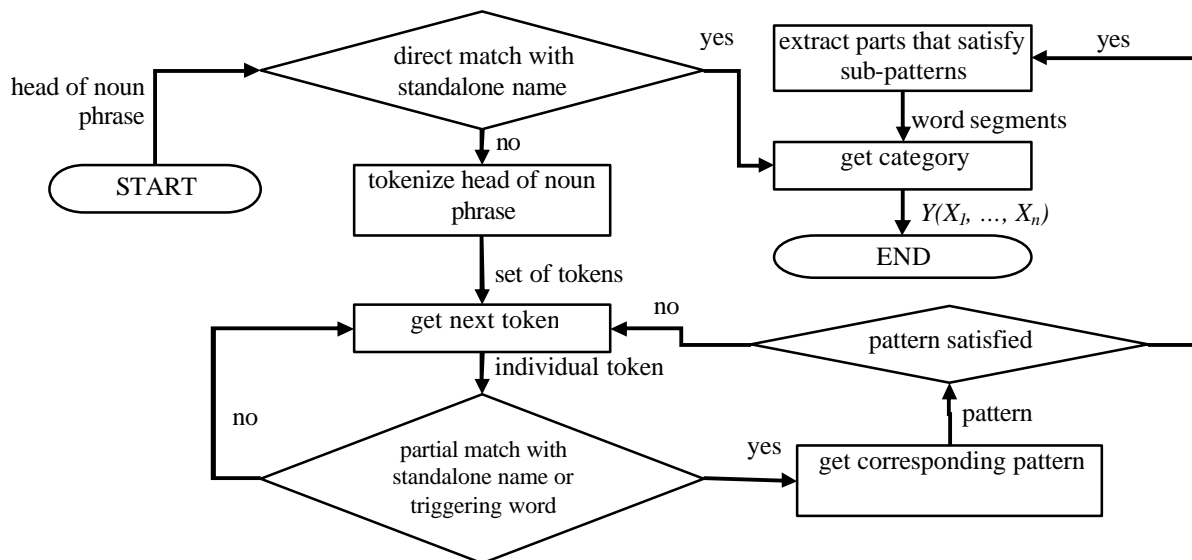 head of noun
phrase
START
direct match with
standalone name
yes
no
tokenize head of noun
phrase
set of tokens
get next token
individual token
no
partial match with
standalone name or
triggering word
yes
get corresponding pattern
pattern
pattern satisfied
no
yes
extract parts that satisfy
sub-patterns
word segments
get category
Y(X₁, ..., Xₙ)
END